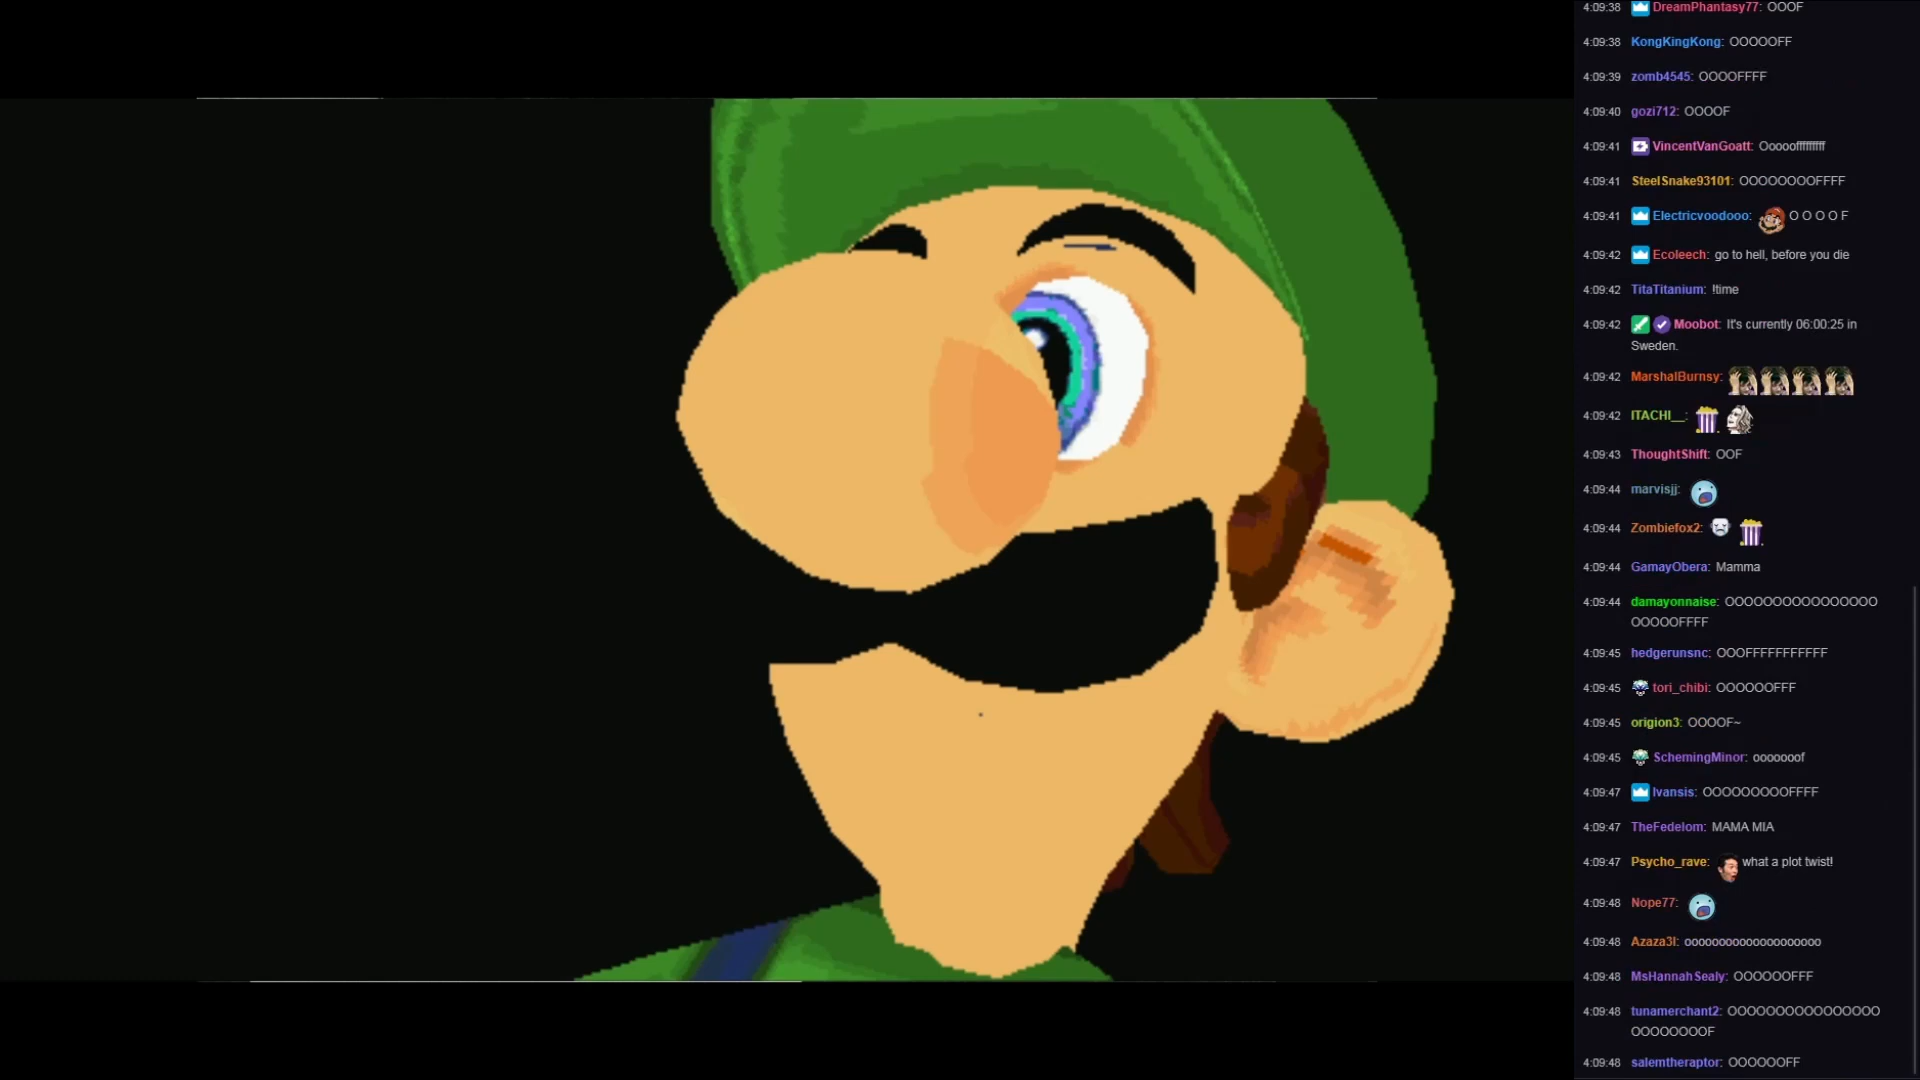 4:09:38 DreamPhantasy77: OOOF
4:09:38 KongKingKong: OOOOOFF
4:09:39 zomb4545: OOOOFFFF
4:09:40 gozi712: OOOOF
4:09:41 VincentVanGoatt: Ooooofffffffff
4:09:41 SteelSnake93101: OOOOOOOOFFFF
4:09:41 Electricvoodooo: O O O O F
4:09:42 Ecoleech: go to hell, before you die
4:09:42 TitaTitanium: !time
4:09:42 Moobot: It's currently 06:00:25 in
Sweden.
4:09:42 MarshalBurnsy:
4:09:42 ITACHI__:
4:09:43 ThoughtShift: OOF
4:09:44 marvisjj:
4:09:44 Zombiefox2:
4:09:44 GamayObera: Mamma
4:09:44 damayonnaise: OOOOOOOOOOOOOOOO
OOOOOFFFF
4:09:45 hedgerunsnc: OOOFFFFFFFFFFF
4:09:45 tori_chibi: OOOOOOFFF
4:09:45 origion3: OOOOF~
4:09:45 SchemingMinor: ooooooof
4:09:47 Ivansis: OOOOOOOOOFFFF
4:09:47 TheFedelom: MAMA MIA
4:09:47 Psycho_rave: what a plot twist!
4:09:48 Nope77:
4:09:48 Azaza3l: oooooooooooooooooooo
4:09:48 MsHannahSealy: OOOOOOFFF
4:09:48 tunamerchant2: OOOOOOOOOOOOOOOO
OOOOOOOOF
4:09:48 salemtheraptor: OOOOOOFF